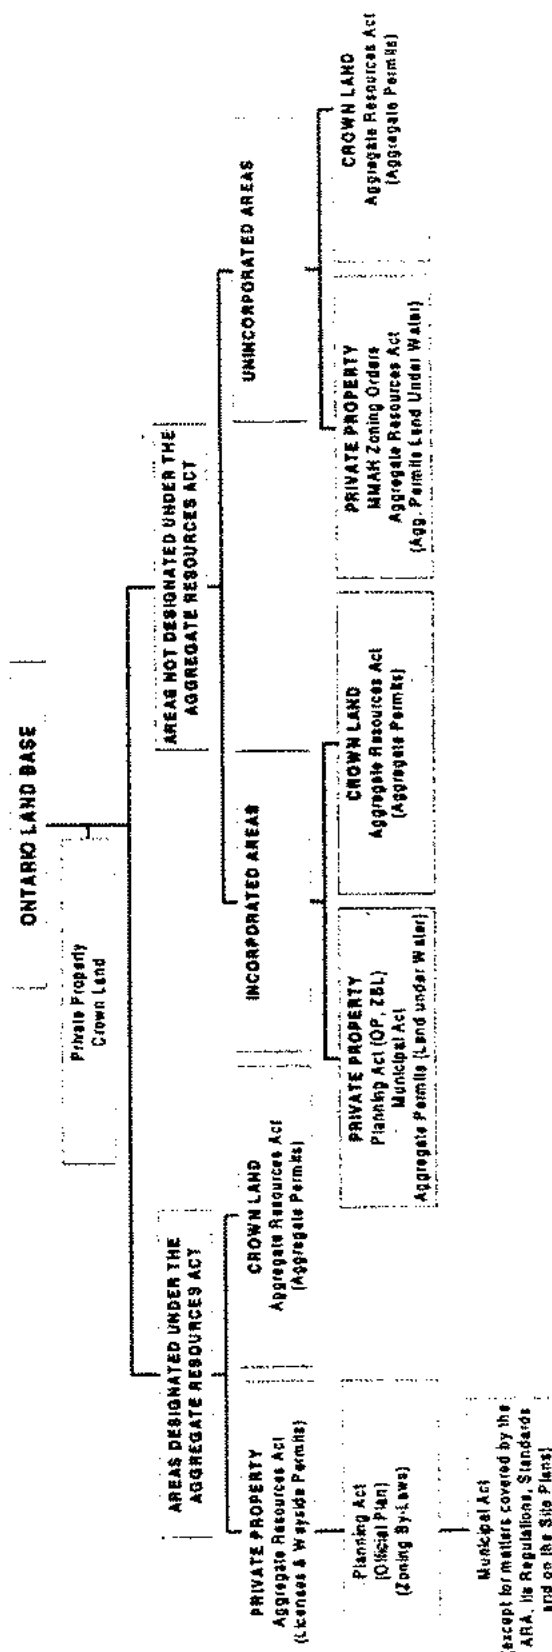 ONTARIO LAND BASE
Private Property
Crown Land
AREAS DESIGNATED UNDER THE
AGGREGATE RESOURCES ACT
AREAS NOT DESIGNATED UNDER THE
AGGREGATE RESOURCES ACT
PRIVATE PROPERTY
Aggregate Resources Act
(Licenses & Wayside Permits)
CROWN LAND
Aggregate Resources Act
(Aggregate Permits)
INCORPORATED AREAS
UNINCORPORATED AREAS
Planning Act
(Official Plan)
(Zoning By-Laws)
PRIVATE PROPERTY
Planning Act (OP, ZBL)
Municipal Act
Aggregate Permits (Land under Water)
CROWN LAND
Aggregate Resources Act
(Aggregate Permits)
PRIVATE PROPERTY
MMAH Zoning Orders
Aggregate Resources Act
(Agg. Permits Land Under Water)
CROWN LAND
Aggregate Resources Act
(Aggregate Permits)
Municipal Act
(except for matters covered by the
ARA, its Regulations, Standards
and on the Site Plans)